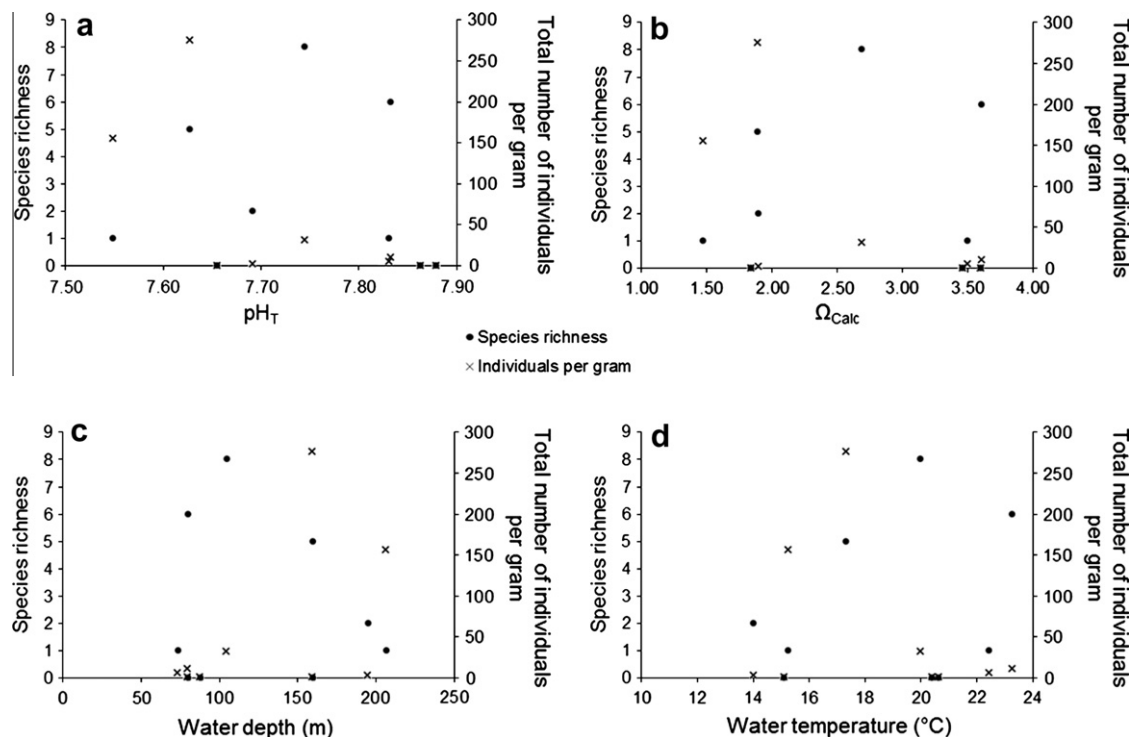 a
9
8
7
6
5
4
3
2
1
0
Species richness
300
250
200
150
100
50
0
Total number of individuals
per gram
7.50 7.60 7.70 7.80 7.90
pHT
b
9
8
7
6
5
4
3
2
1
0
Species richness
300
250
200
150
100
50
0
Total number of individuals
per gram
1.00 1.50 2.00 2.50 3.00 3.50 4.00
ΩCalc
Species richness
Individuals per gram
c
9
8
7
6
5
4
3
2
1
0
Species richness
300
250
200
150
100
50
0
Total number of individuals
per gram
0 50 100 150 200 250
Water depth (m)
d
9
8
7
6
5
4
3
2
1
0
Species richness
300
250
200
150
100
50
0
Total number of individuals
per gram
10 12 14 16 18 20 22 24
Water temperature (°C)